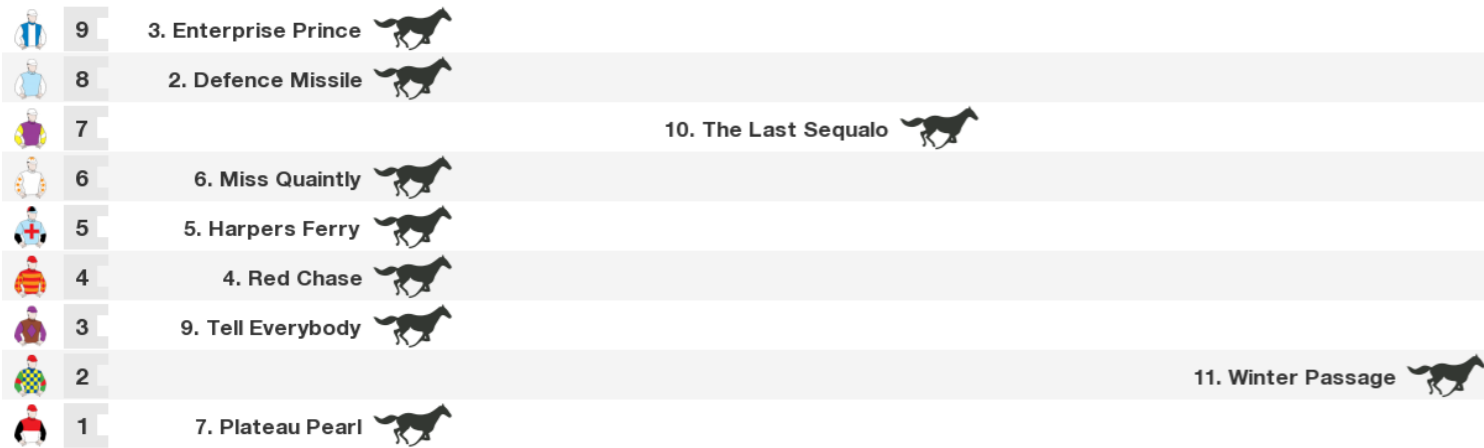 9 3. Enterprise Prince
8 2. Defence Missile
7 10. The Last Sequalo
6 6. Miss Quaintly
5 5. Harpers Ferry
4 4. Red Chase
3 9. Tell Everybody
2 11. Winter Passage
1 7. Plateau Pearl